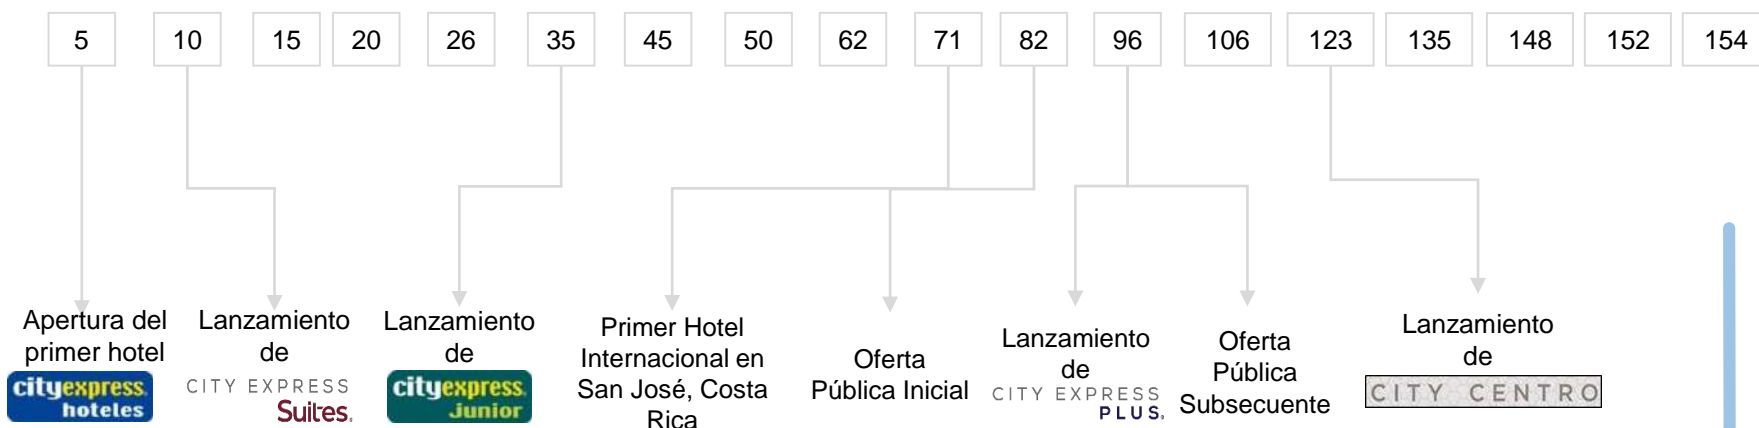 5 10 15 20 26 35 45 50 62 71 82 96 106 123 135 148 152 154
Apertura del
primer hotel
cityexpress.
hoteles
Lanzamiento
de
CITY EXPRESS
Suites®
Lanzamiento
de
cityexpress.
Junior
Primer Hotel
Internacional en
San José, Costa
Rica
Oferta
Pública Inicial
Lanzamiento
de
CITY EXPRESS
PLUS®
Oferta
Pública
Subsecuente
Lanzamiento
de
CITY CENTRO